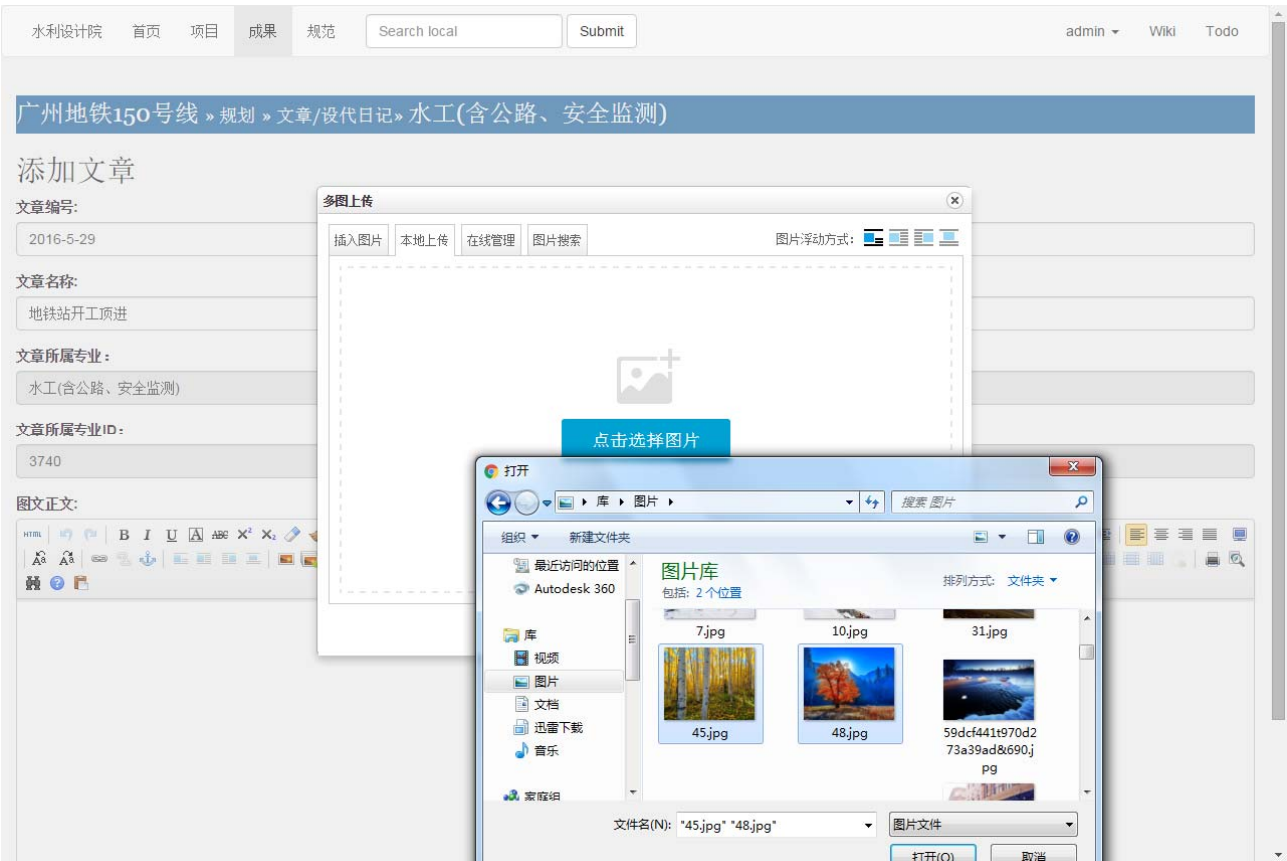 水利设计院 首页 项目 成果 规范 Search local Submit admin Wiki Todo
广州地铁150号线 » 规划 » 文章/设代日记» 水工(含公路、安全监测)
添加文章
文章编号:
2016-5-29
文章名称:
地铁站开工顶进
文章所属专业：
水工(含公路、安全监测)
文章所属专业ID：
3740
图文正文:
HTML B I U A ABC X² X₂
多图上传
插入图片 本地上传 在线管理 图片搜索 图片浮动方式：
点击选择图片
打开
库 图片 搜索 图片
组织 新建文件夹
最近访问的位置
Autodesk 360
库
视频
图片
文档
迅雷下载
音乐
家庭组
图片库
包括: 2 个位置
排列方式: 文件夹
7.jpg 10.jpg 31.jpg
45.jpg 48.jpg 59dcf441t970d2
73a39ad&690.j
pg
文件名(N): "45.jpg" "48.jpg" 图片文件
打开(O) 取消